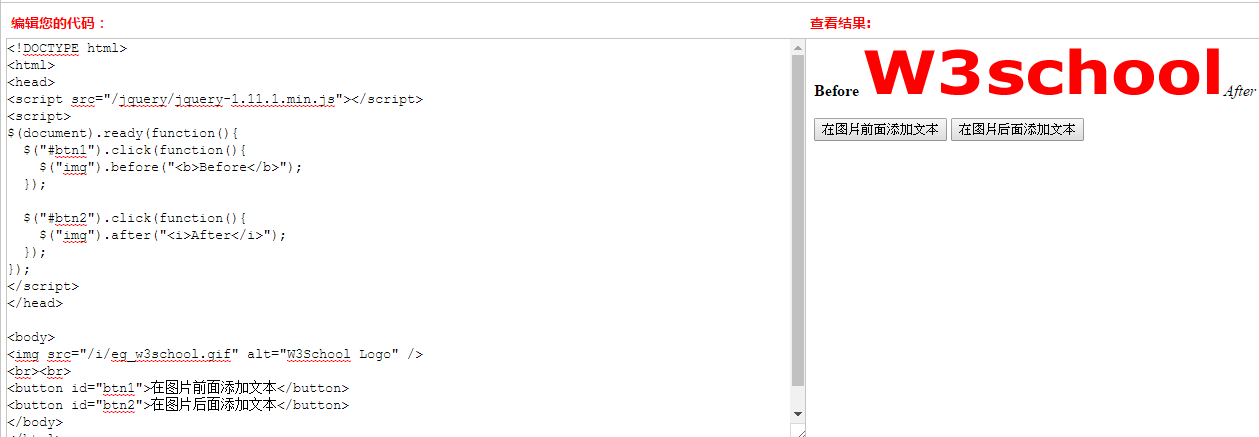 编辑您的代码：
<!DOCTYPE html>
<html>
<head>
<script src="/jquery/jquery-1.11.1.min.js"></script>
<script>
$(document).ready(function(){
  $("#btn1").click(function(){
    $("img").before("<b>Before</b>");
  });

  $("#btn2").click(function(){
    $("img").after("<i>After</i>");
  });
});
</script>
</head>

<body>
<img src="/i/eg_w3school.gif" alt="W3School Logo" />
<br><br>
<button id="btn1">在图片前面添加文本</button>
<button id="btn2">在图片后面添加文本</button>
</body>
查看结果:
Before W3school After
在图片前面添加文本 在图片后面添加文本